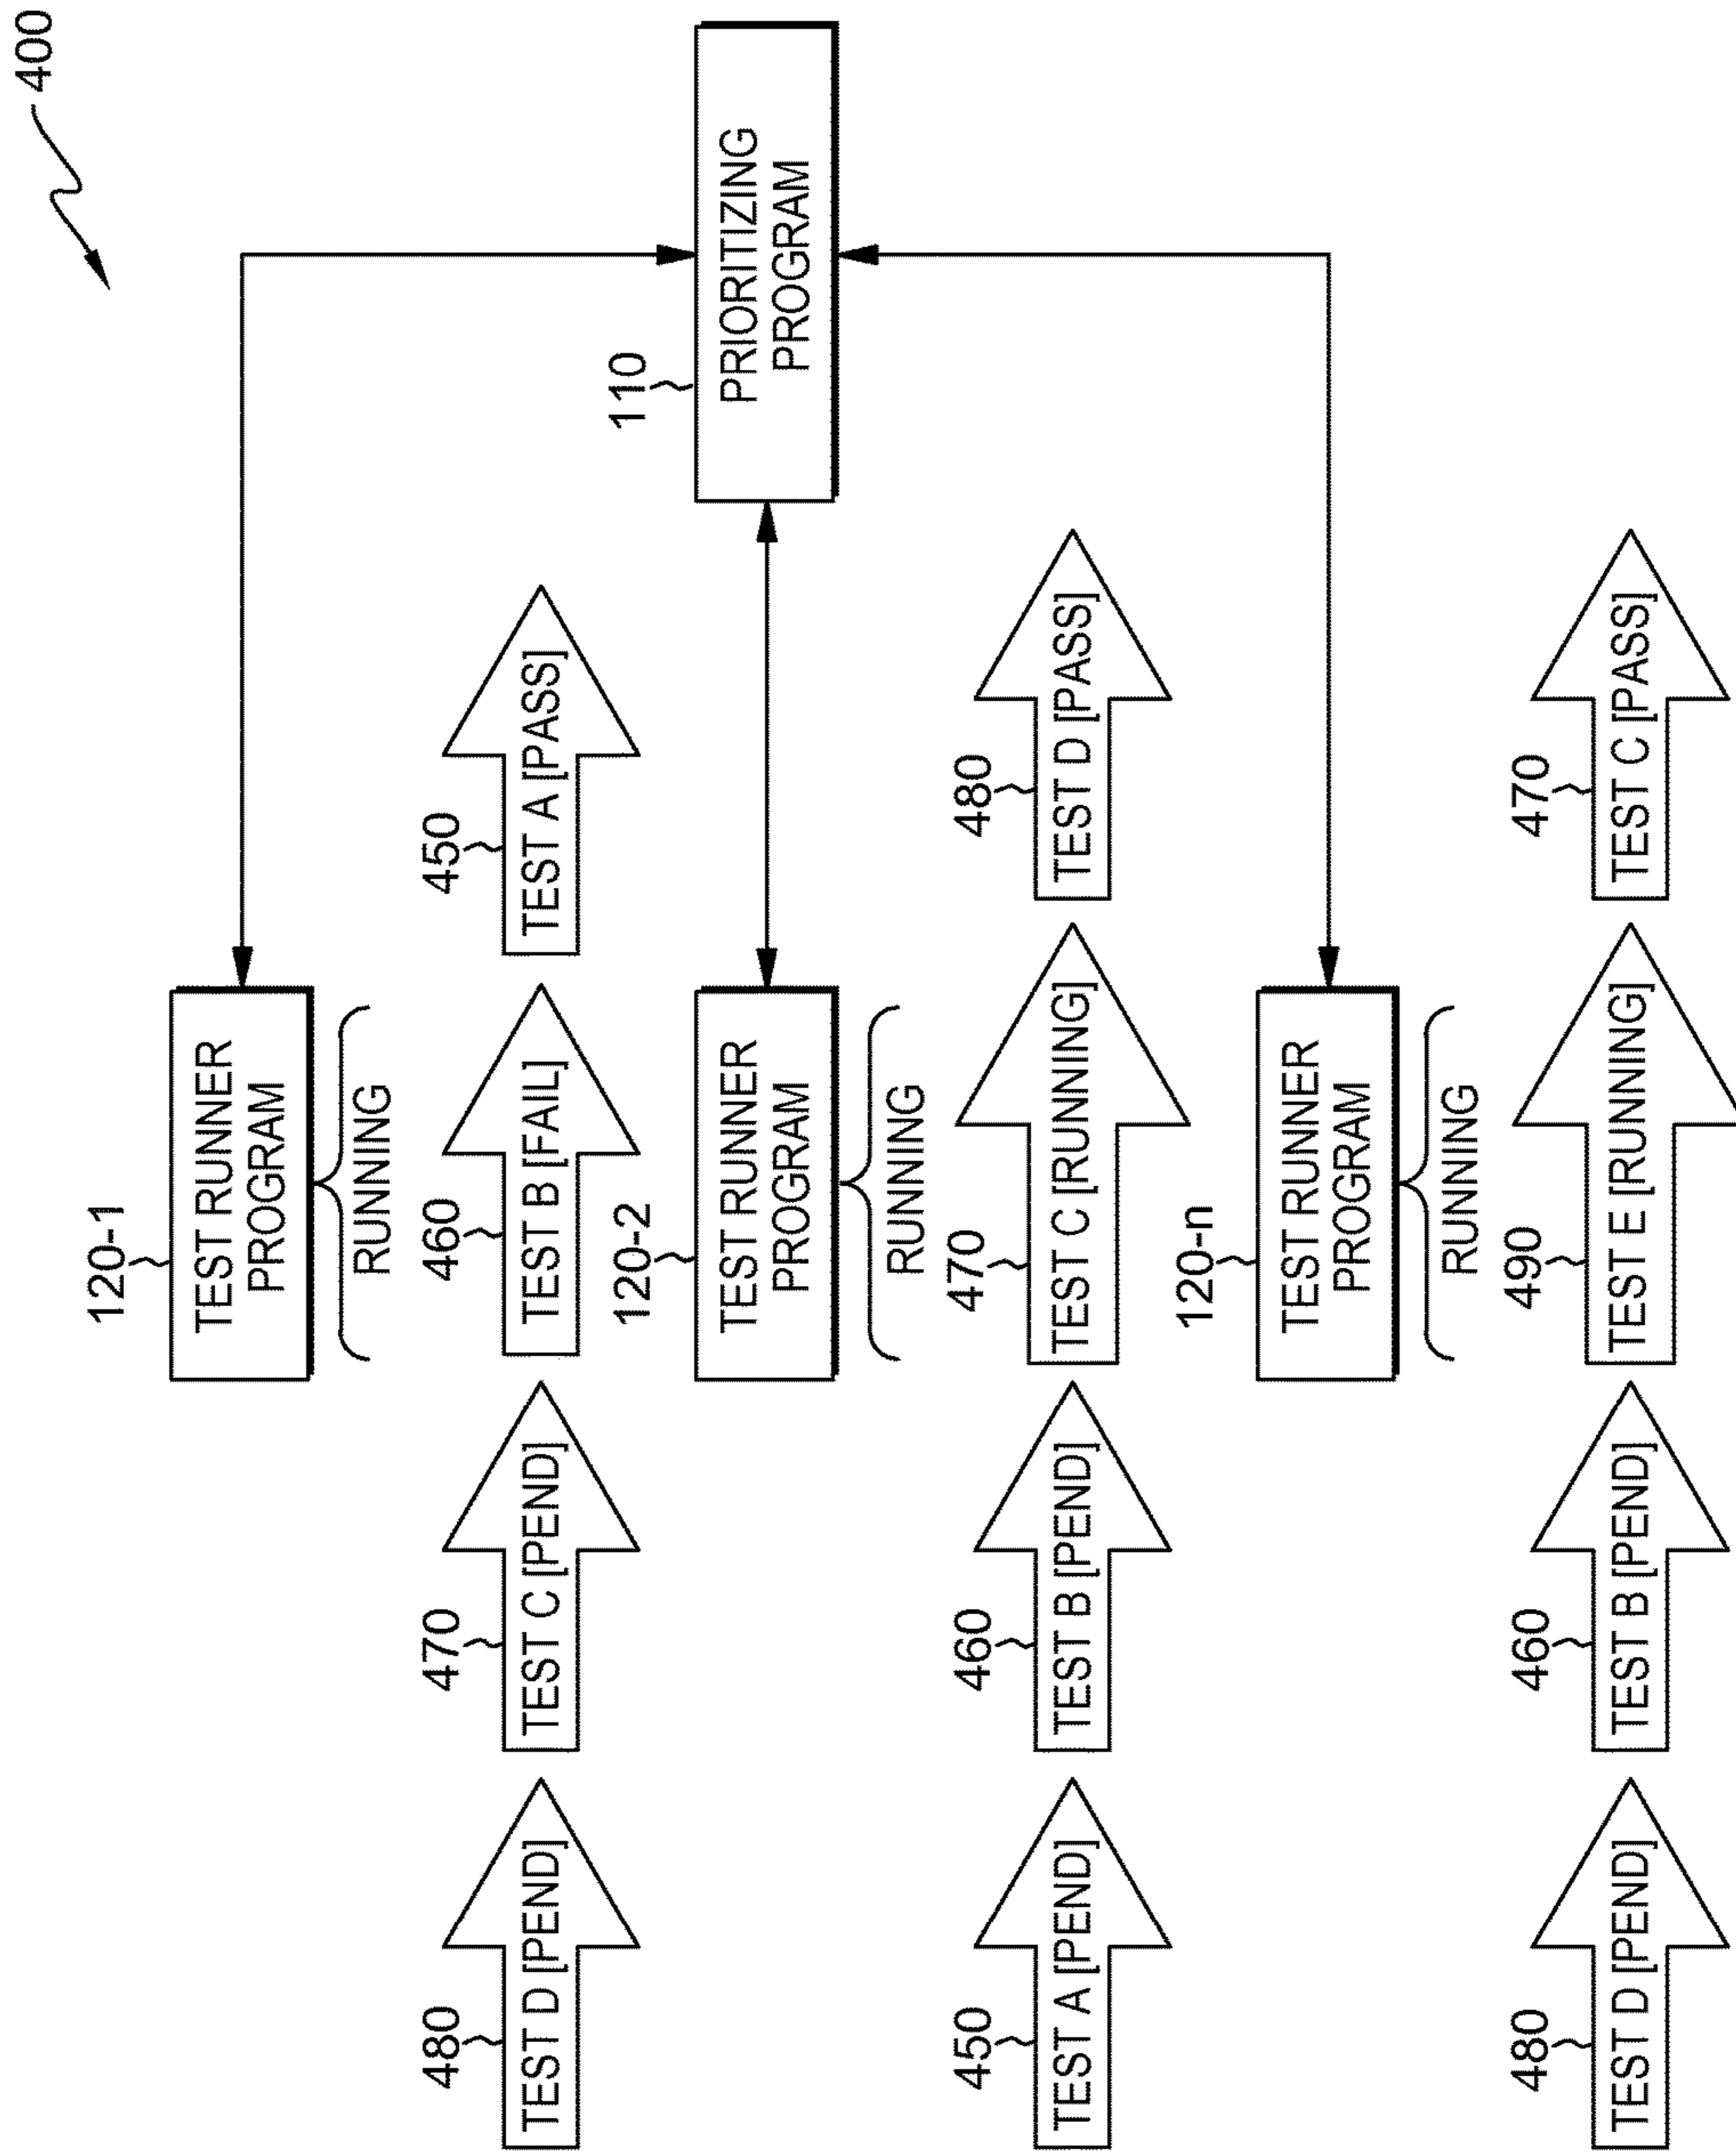 400
120-1
TEST RUNNER
PROGRAM
RUNNING
480
TEST D [PEND]
470
TEST C [PEND]
460
TEST B [FAIL]
450
TEST A [PASS]
110
PRIORITIZING
PROGRAM
120-2
TEST RUNNER
PROGRAM
RUNNING
450
TEST A [PEND]
460
TEST B [PEND]
470
TEST C [RUNNING]
480
TEST D [PASS]
120-n
TEST RUNNER
PROGRAM
RUNNING
480
TEST D [PEND]
460
TEST B [PEND]
490
TEST E [RUNNING]
470
TEST C [PASS]